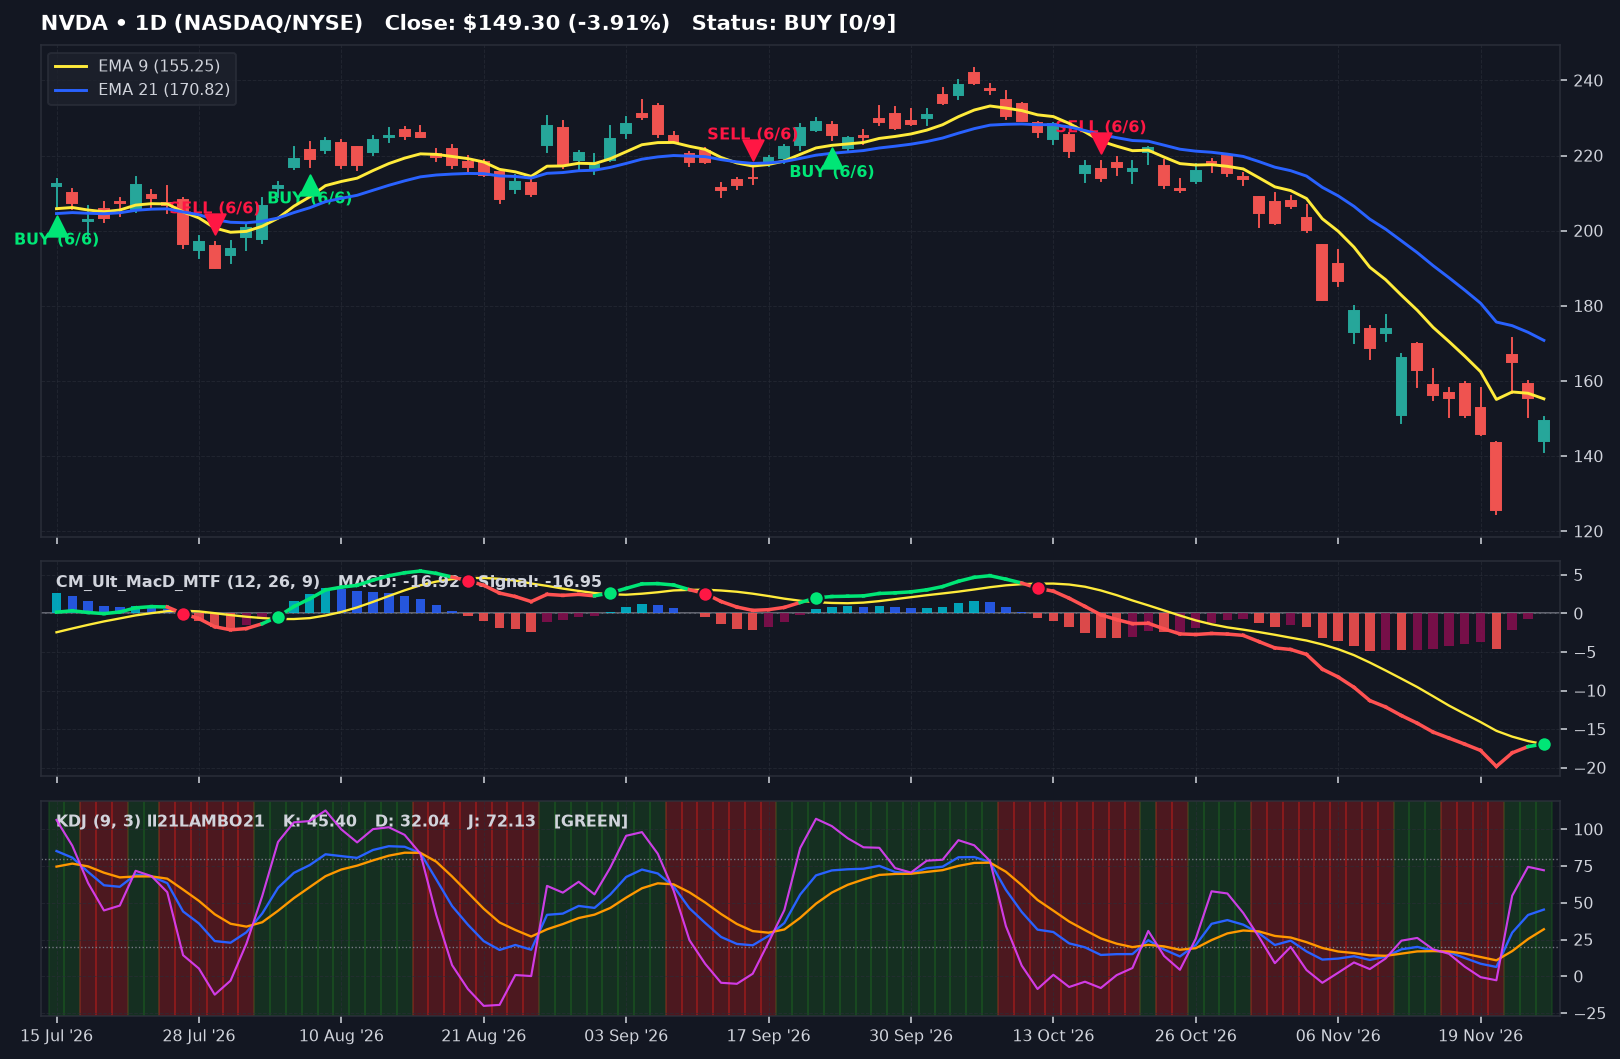 NVDA • 1D (NASDAQ/NYSE)   Close: $149.30 (-3.91%)   Status: BUY [0/9]
EMA 9 (155.25)
EMA 21 (170.82)
240
220
200
180
160
140
120
BUY (6/6)
SELL (6/6)
BUY (6/6)
SELL (6/6)
BUY (6/6)
SELL (6/6)
CM_Ult_MacD_MTF (12, 26, 9)   MACD: -16.92   Signal: -16.95
5
0
−5
−10
−15
−20
KDJ (9, 3) II21LAMBO21   K: 45.40   D: 32.04   J: 72.13   [GREEN]
100
75
50
25
0
−25
15 Jul '26
28 Jul '26
10 Aug '26
21 Aug '26
03 Sep '26
17 Sep '26
30 Sep '26
13 Oct '26
26 Oct '26
06 Nov '26
19 Nov '26